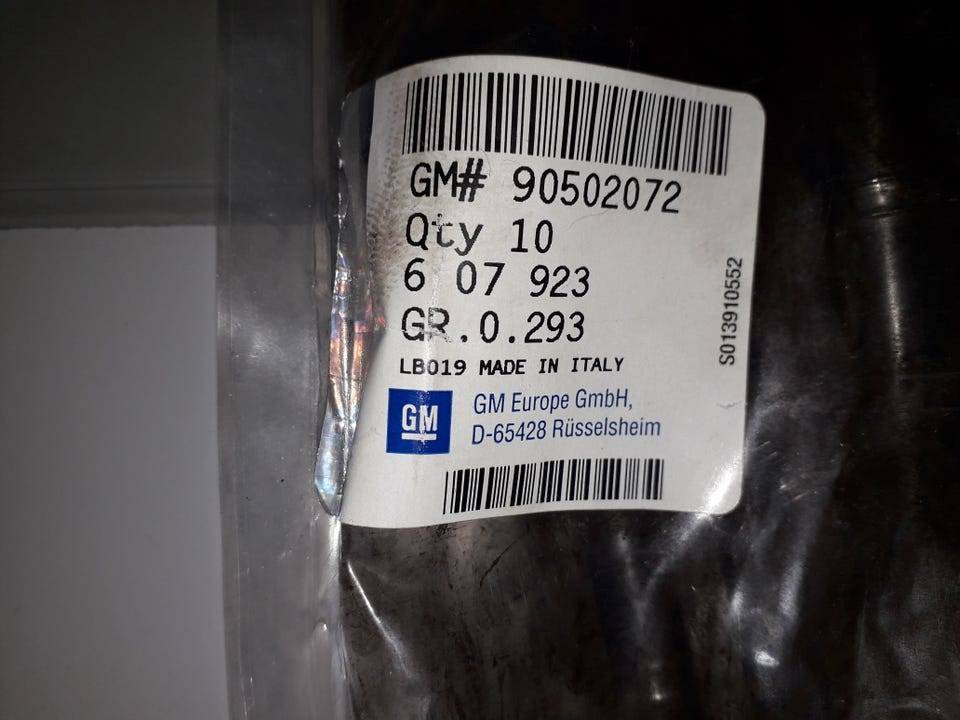 GM# 90502072
Qty 10
6 07 923
GR.0.293
LB019 MADE IN ITALY
GM
GM Europe GmbH,
D-65428 Rüsselsheim
S013910552